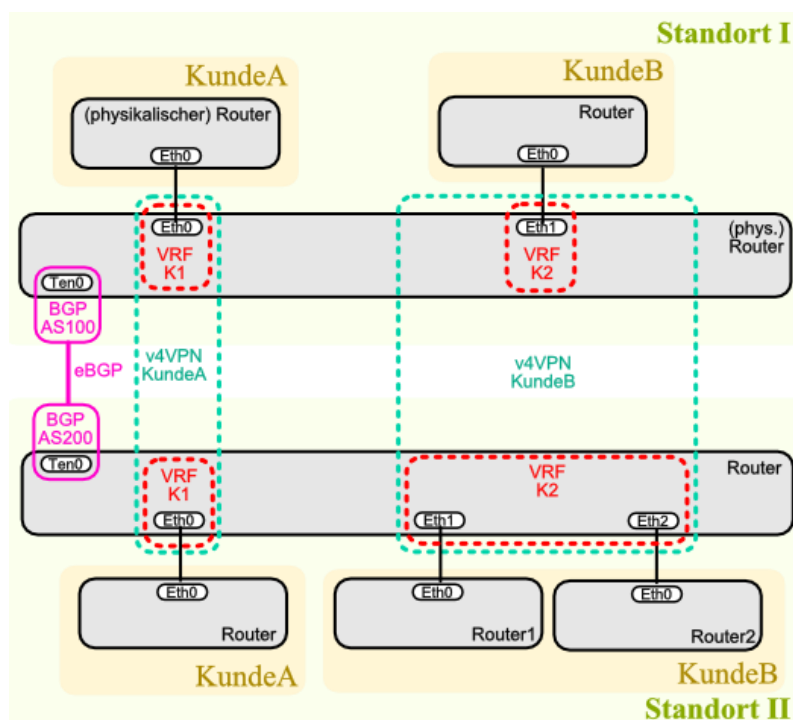 Standort I
KundeA
KundeB
(physikalischer) Router
Router
Eth0
Eth0
Eth0
Eth1
(phys.)
Router
VRF
K1
VRF
K2
Ten0
BGP
AS100
eBGP
v4VPN
KundeA
v4VPN
KundeB
BGP
AS200
Ten0
VRF
K1
VRF
K2
Router
Eth0
Eth1
Eth2
Eth0
Eth0
Eth0
Router
Router1
Router2
KundeA
KundeB
Standort II